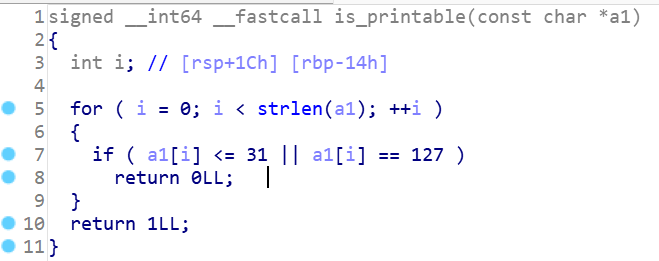 1 signed __int64 __fastcall is_printable(const char *a1)
2 {
3   int i; // [rsp+1Ch] [rbp-14h]
4
5   for ( i = 0; i < strlen(a1); ++i )
6   {
7     if ( a1[i] <= 31 || a1[i] == 127 )
8       return 0LL;
9   }
10   return 1LL;
11 }